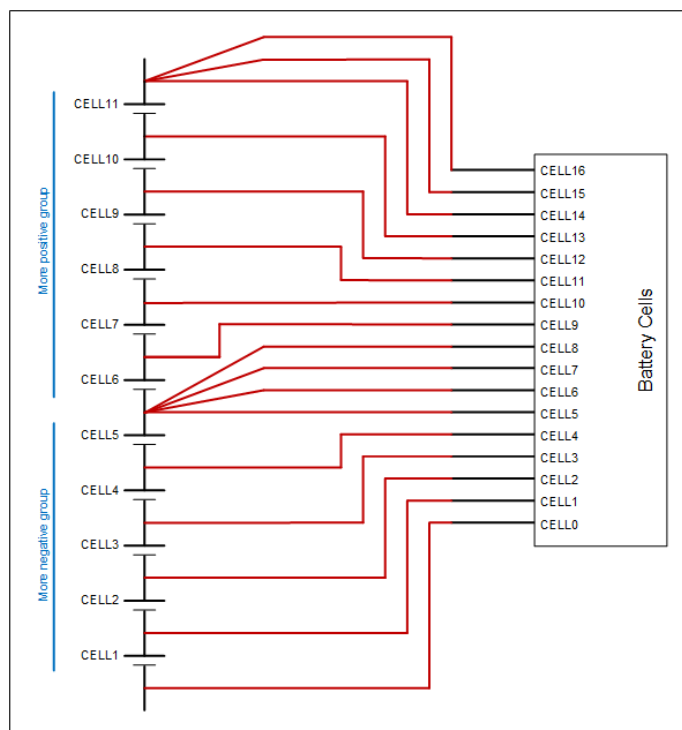 CELL11
CELL10
CELL9
CELL8
CELL7
CELL6
CELL5
CELL4
CELL3
CELL2
CELL1
More positive group
More negative group
CELL16
CELL15
CELL14
CELL13
CELL12
CELL11
CELL10
CELL9
CELL8
CELL7
CELL6
CELL5
CELL4
CELL3
CELL2
CELL1
CELL0
Battery Cells